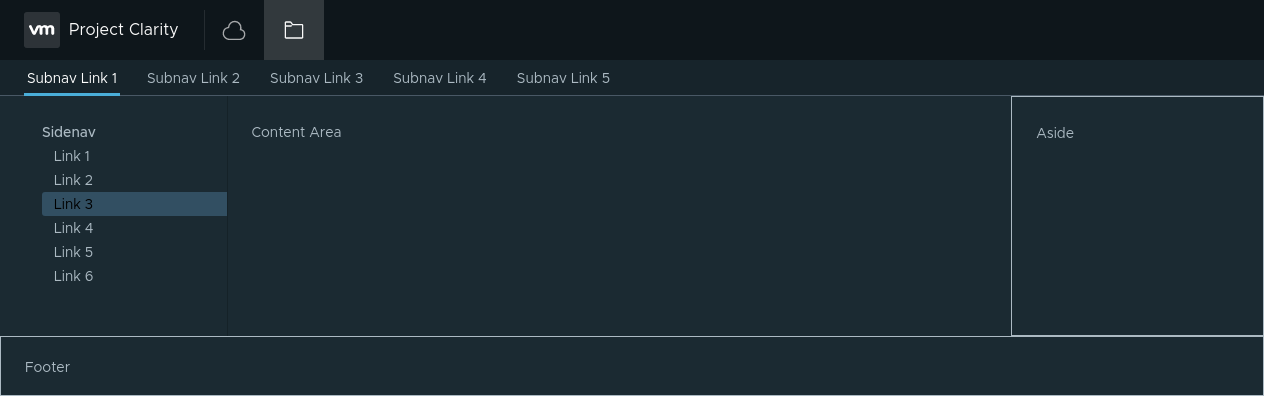 vm Project Clarity
Subnav Link 1 Subnav Link 2 Subnav Link 3 Subnav Link 4 Subnav Link 5
Sidenav
Link 1
Link 2
Link 3
Link 4
Link 5
Link 6
Content Area
Aside
Footer